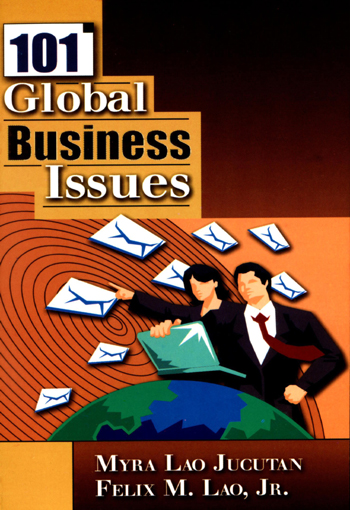 101
Global
Business
Issues
MYRA LAO JUCUTAN
FELIX M. LAO, JR.